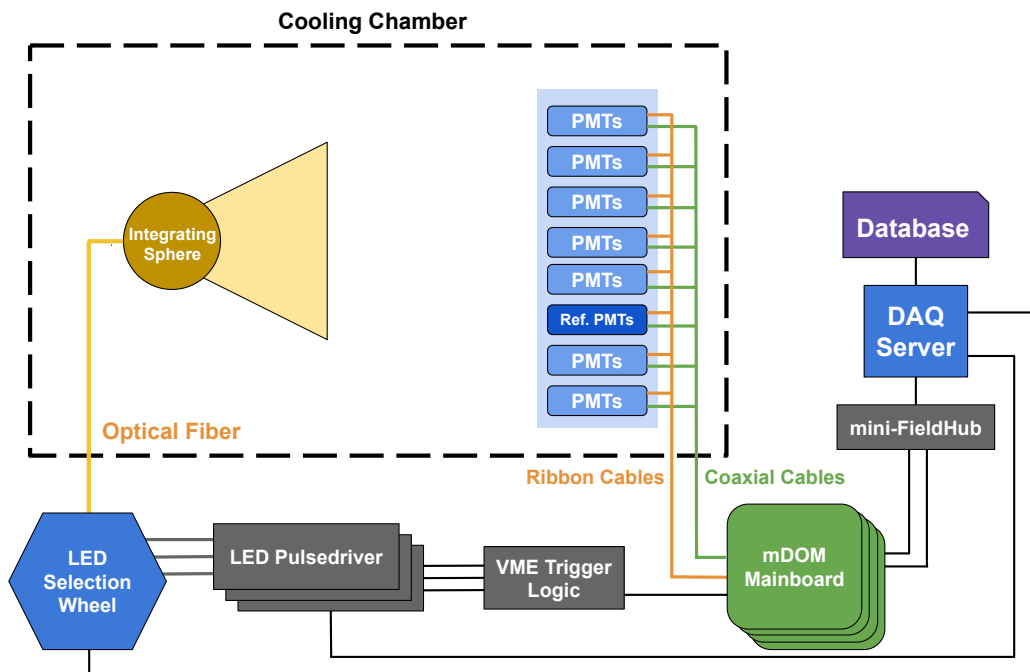 Cooling Chamber
PMTs
PMTs
PMTs
PMTs
PMTs
Ref. PMTs
PMTs
PMTs
Integrating
Sphere
Database
DAQ
Server
mini-FieldHub
Optical Fiber
Ribbon Cables
Coaxial Cables
LED
Selection
Wheel
LED Pulsedriver
VME Trigger
Logic
mDOM
Mainboard